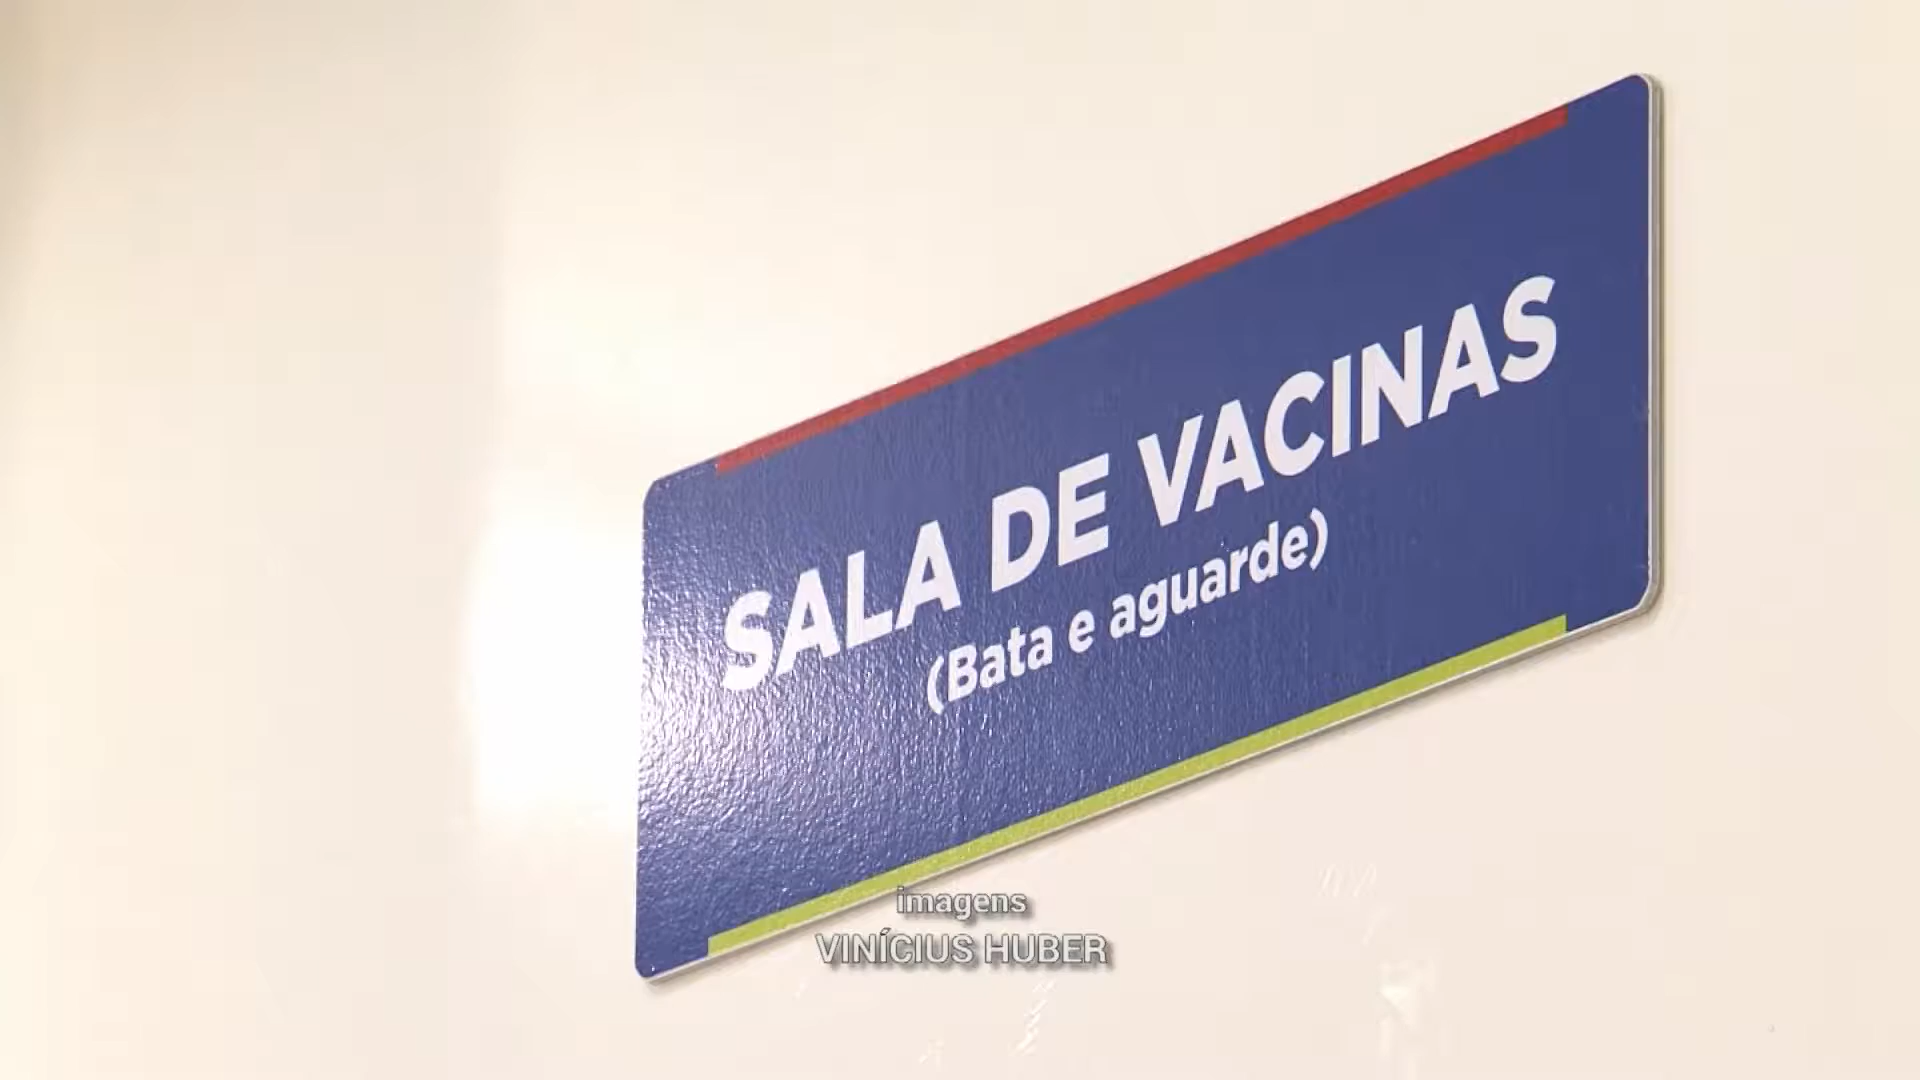 SALA DE VACINAS
(Bata e aguarde)
imagens
VINÍCIUS HUBER